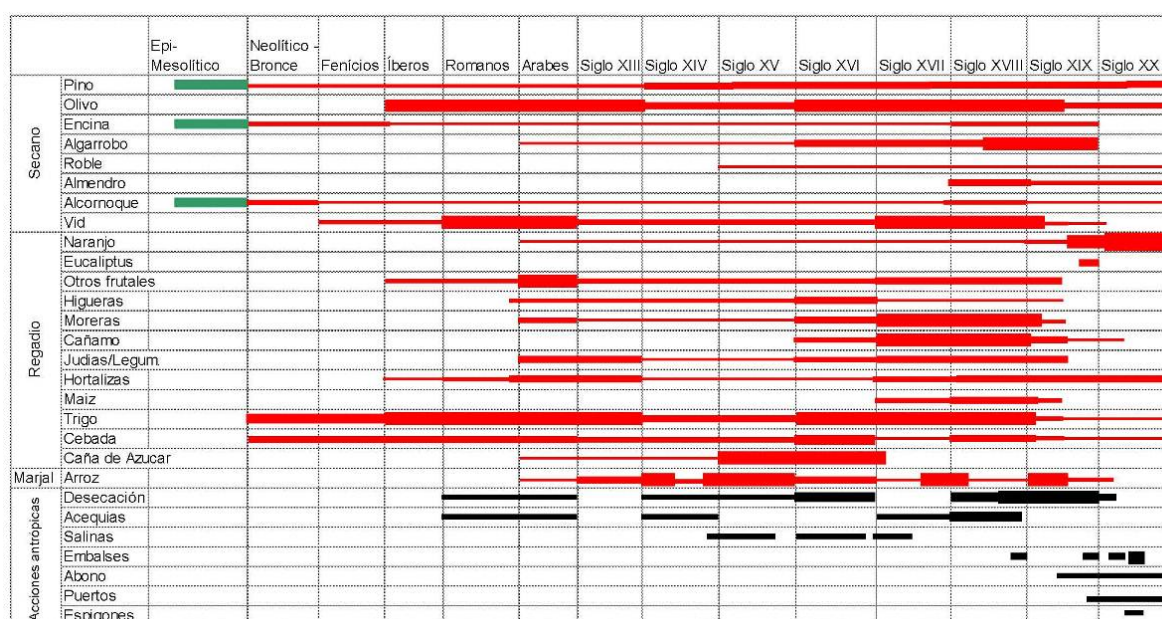 Epi-
Mesolítico
Neolítico -
Bronce
Fenícios
Íberos
Romanos
Arabes
Siglo XIII
Siglo XIV
Siglo XV
Siglo XVI
Siglo XVII
Siglo XVIII
Siglo XIX
Siglo XX
Secano
Pino
Olivo
Encina
Algarrobo
Roble
Almendro
Alcornoque
Vid
Regadio
Naranjo
Eucaliptus
Otros frutales
Higueras
Moreras
Cañamo
Judias/Legum.
Hortalizas
Maiz
Trigo
Cebada
Caña de Azucar
Marjal
Arroz
Acciones antrópicas
Desecación
Acequias
Salinas
Embalses
Abono
Puertos
Espigones